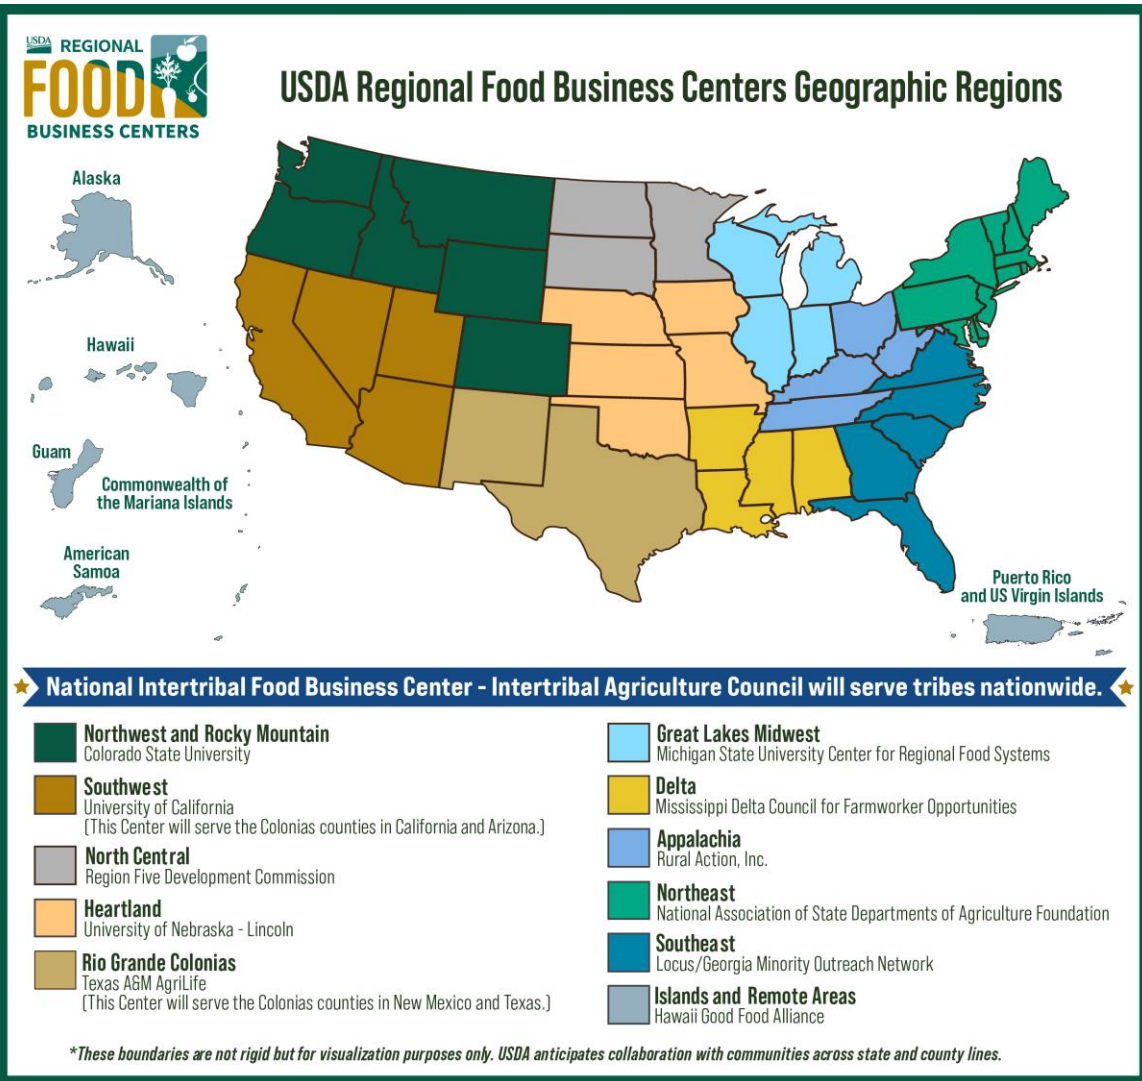 USDA REGIONAL
FOOD
BUSINESS CENTERS
USDA Regional Food Business Centers Geographic Regions
Alaska
Hawaii
Guam
Commonwealth of
the Mariana Islands
American
Samoa
Puerto Rico
and US Virgin Islands
National Intertribal Food Business Center - Intertribal Agriculture Council will serve tribes nationwide.
Northwest and Rocky Mountain
Colorado State University
Southwest
University of California
(This Center will serve the Colonias counties in California and Arizona.)
North Central
Region Five Development Commission
Heartland
University of Nebraska - Lincoln
Rio Grande Colonias
Texas A&M AgriLife
(This Center will serve the Colonias counties in New Mexico and Texas.)
Great Lakes Midwest
Michigan State University Center for Regional Food Systems
Delta
Mississippi Delta Council for Farmworker Opportunities
Appalachia
Rural Action, Inc.
Northeast
National Association of State Departments of Agriculture Foundation
Southeast
Locus/Georgia Minority Outreach Network
Islands and Remote Areas
Hawaii Good Food Alliance
*These boundaries are not rigid but for visualization purposes only. USDA anticipates collaboration with communities across state and county lines.